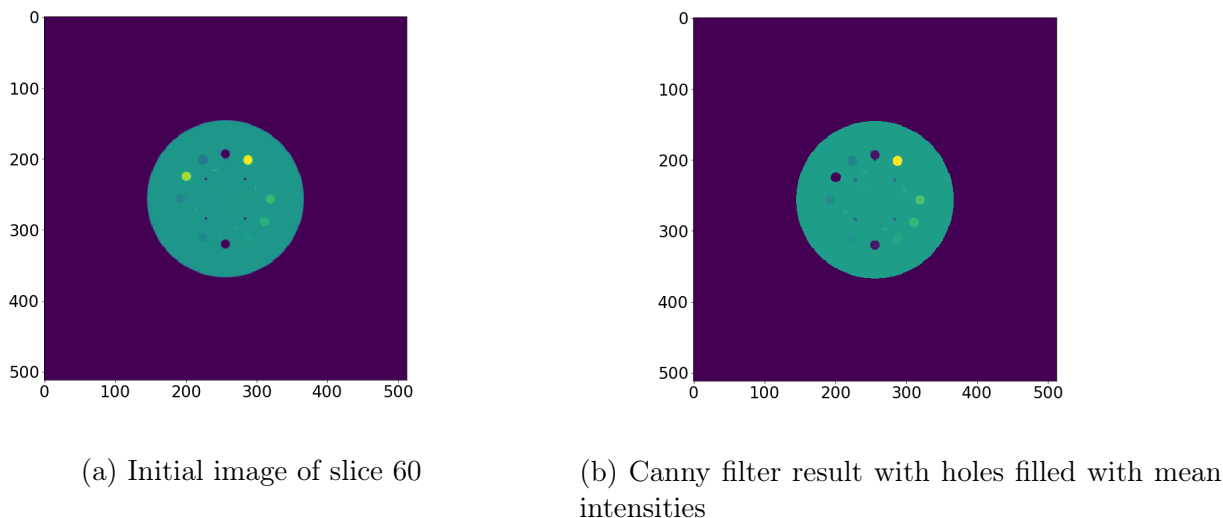 0
100
200
300
400
500
0 100 200 300 400 500
(a) Initial image of slice 60
0
100
200
300
400
500
0 100 200 300 400 500
(b) Canny filter result with holes filled with mean
intensities